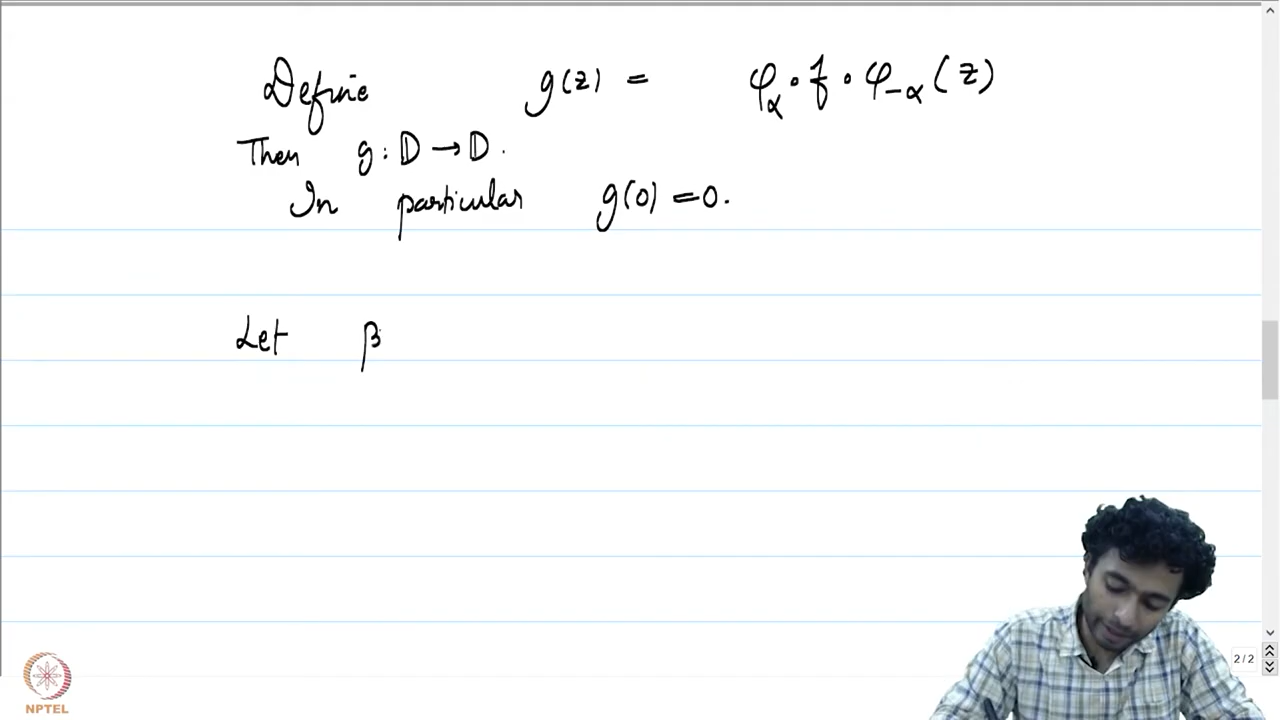 Define g(z) = φ_α ∘ f ∘ φ_{-α}(z)
Then g : 𝔻 → 𝔻.
In particular g(0) = 0.
Let β
2 / 2
NPTEL